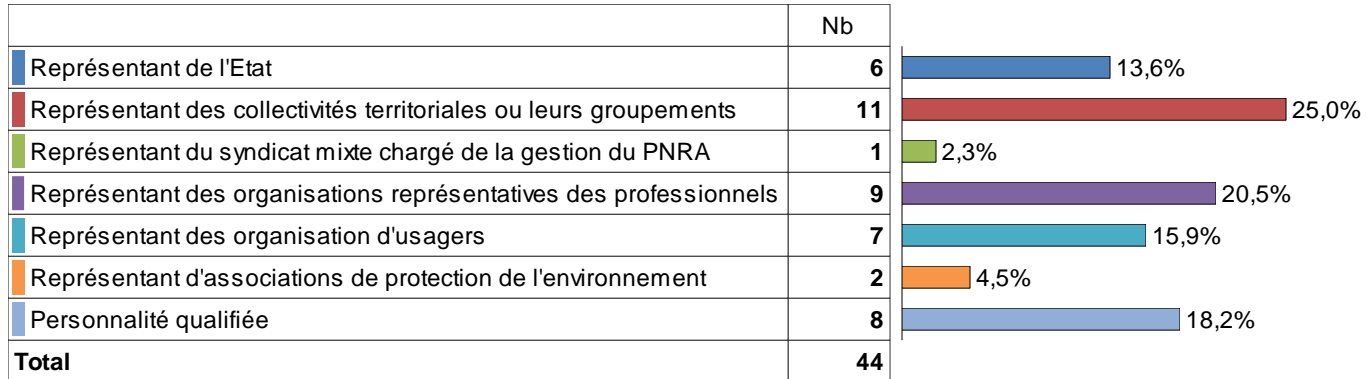 Nb
Représentant de l'Etat 6 13,6%
Représentant des collectivités territoriales ou leurs groupements 11 25,0%
Représentant du syndicat mixte chargé de la gestion du PNRA 1 2,3%
Représentant des organisations représentatives des professionnels 9 20,5%
Représentant des organisation d'usagers 7 15,9%
Représentant d'associations de protection de l'environnement 2 4,5%
Personnalité qualifiée 8 18,2%
Total 44